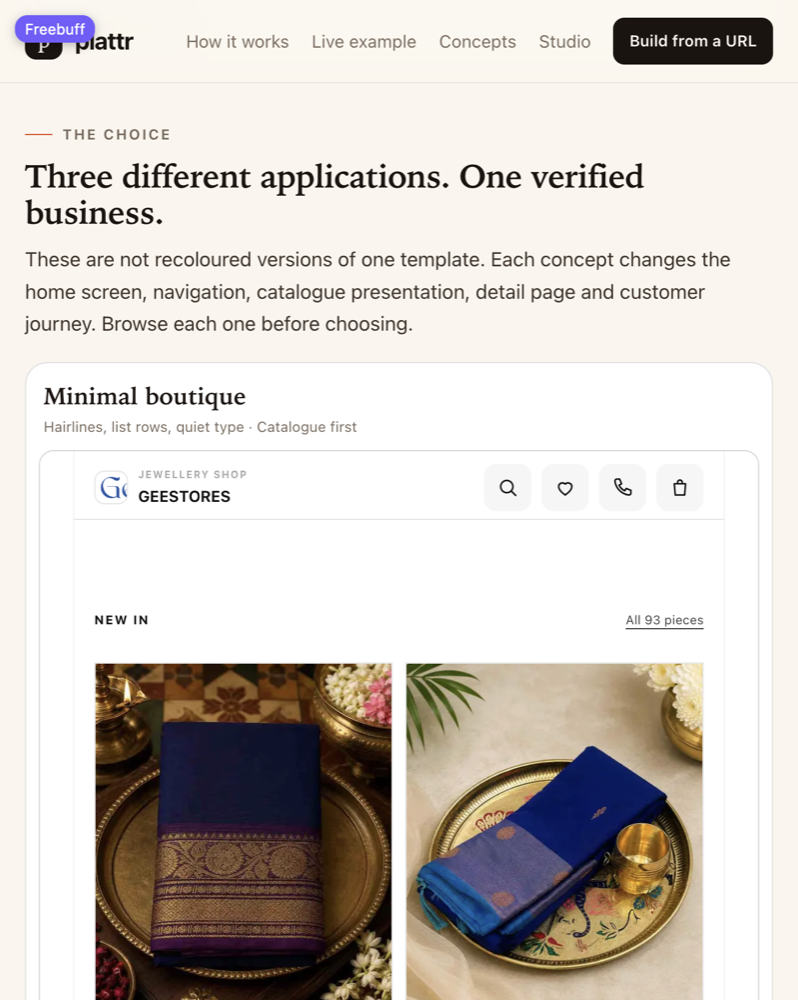 Freebuff
plattr
How it works
Live example
Concepts
Studio
Build from a URL
THE CHOICE
Three different applications. One verified
business.
These are not recoloured versions of one template. Each concept changes the
home screen, navigation, catalogue presentation, detail page and customer
journey. Browse each one before choosing.
Minimal boutique
Hairlines, list rows, quiet type · Catalogue first
JEWELLERY SHOP
GEESTORES
NEW IN
All 93 pieces